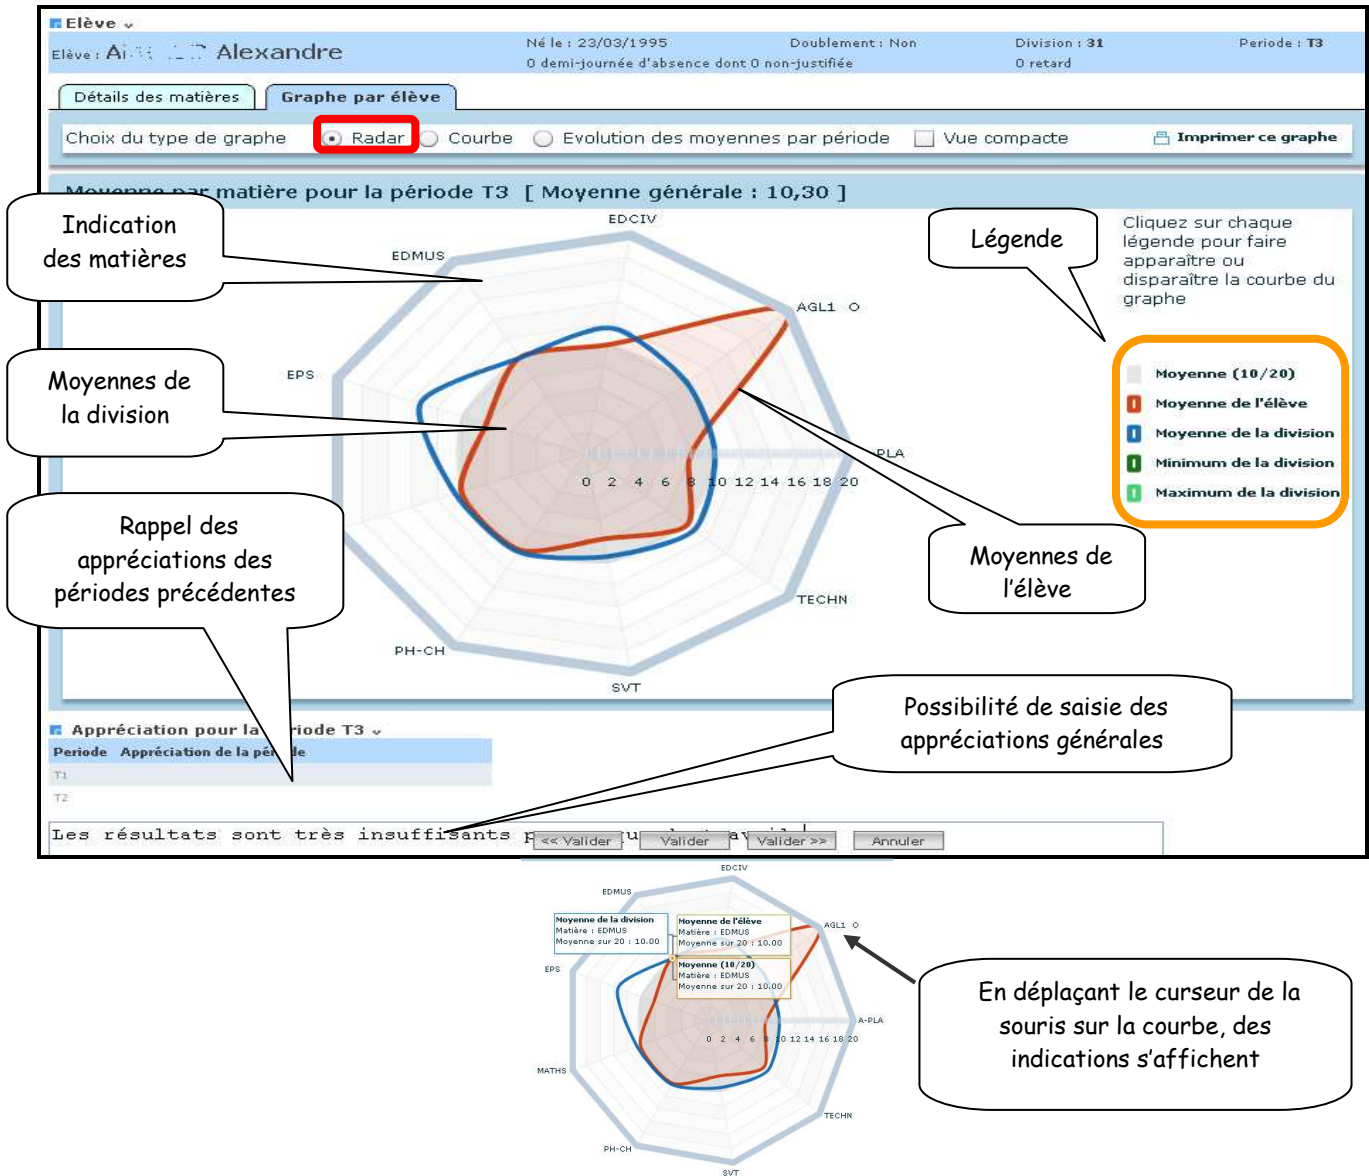 Elève
Elève : Alexandre
Né le : 23/03/1995 Doublement : Non Division : 31 Periode : T3
0 demi-journée d'absence dont 0 non-justifiée 0 retard
Détails des matières Graphe par élève
Choix du type de graphe Radar Courbe Evolution des moyennes par période Vue compacte Imprimer ce graphe
Moyenne par matière pour la période T3 [ Moyenne générale : 10,30 ]
Indication
des matières
EDCIV
EDMUS
AGL1 O
EPS
PLA
0 2 4 6 8 10 12 14 16 18 20
TECHN
PH-CH
SVT
Légende
Cliquez sur chaque
légende pour faire
apparaître ou
disparaître la courbe du
graphe
Moyenne (10/20)
Moyenne de l'élève
Moyenne de la division
Minimum de la division
Maximum de la division
Moyennes de
la division
Rappel des
appréciations des
périodes précédentes
Moyennes de
l'élève
Possibilité de saisie des
appréciations générales
Appréciation pour la période T3
Periode Appréciation de la période
T1
T2
Les résultats sont très insuffisants
<< Valider Valider Valider >> Annuler
EDCIV
EDMUS
AGL1 O
Moyenne de la division
Matière : EDMUS
Moyenne sur 20 : 10.00
Moyenne de l'élève
Matière : EDMUS
Moyenne sur 20 : 10.00
Moyenne (10/20)
Matière : EDMUS
Moyenne sur 20 : 10.00
EPS
A-PLA
0 2 4 6 8 10 12 14 16 18 20
MATHS
TECHN
PH-CH
SVT
En déplaçant le curseur de la
souris sur la courbe, des
indications s'affichent